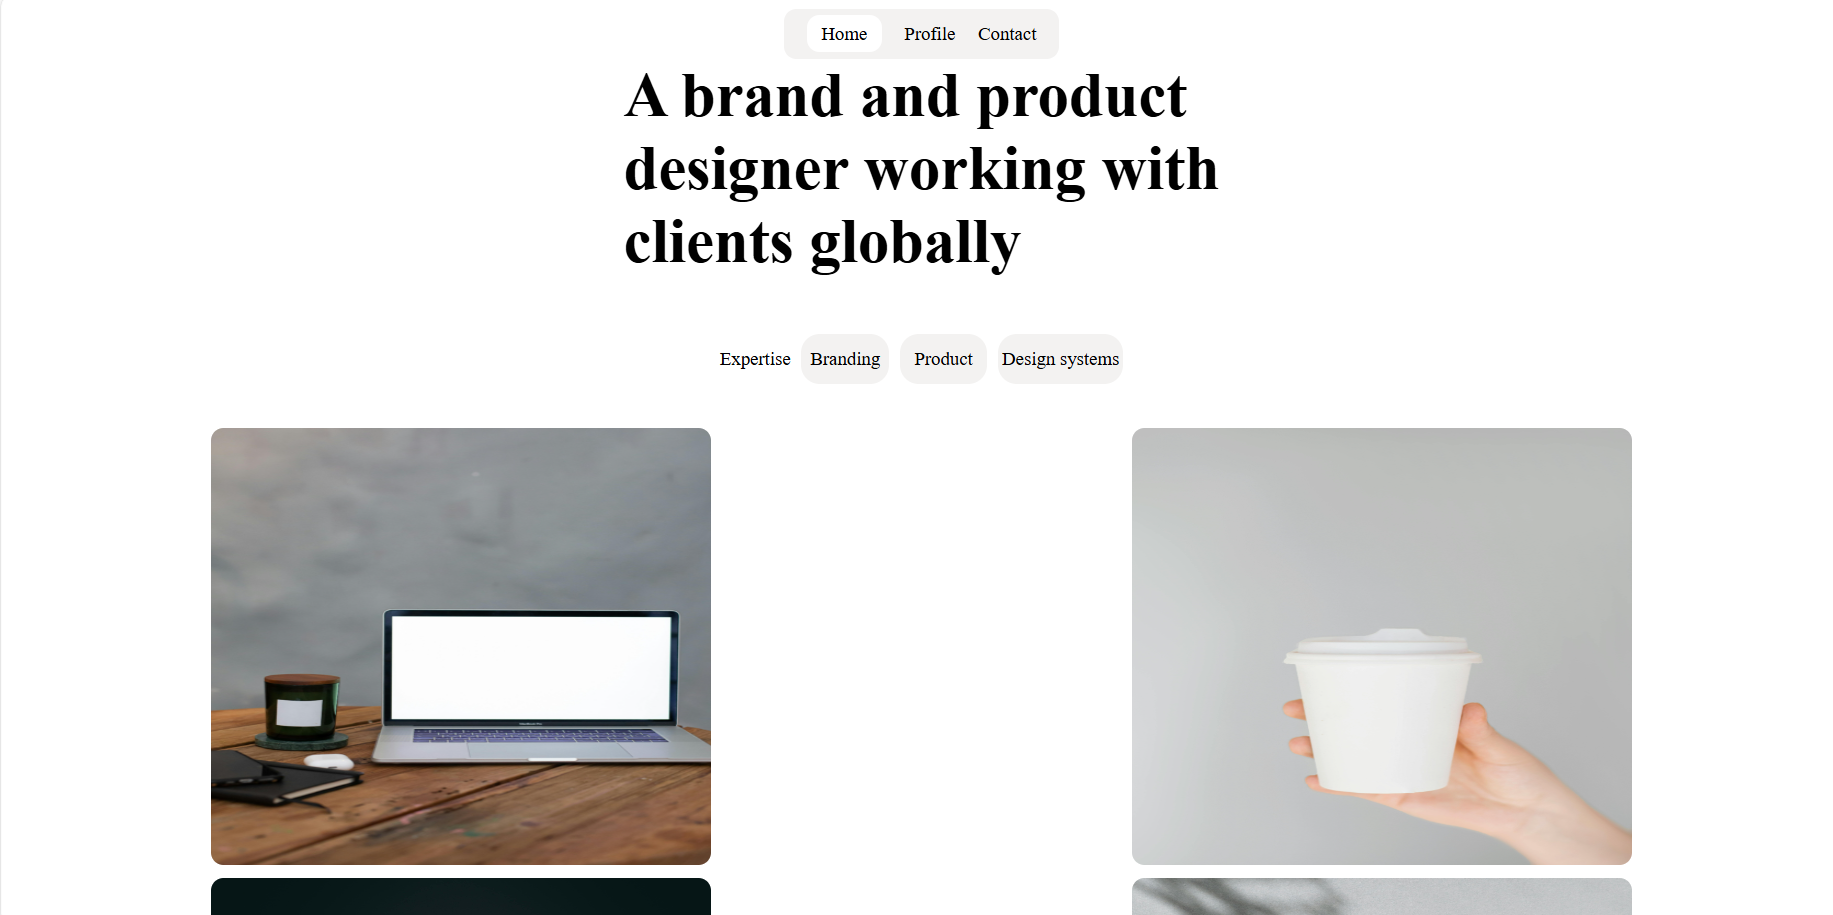 Home Profile Contact
A brand and product
designer working with
clients globally
Expertise Branding Product Design systems